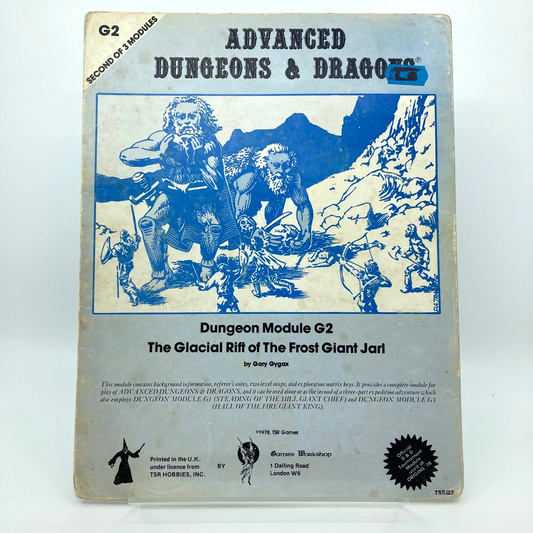 G2
SECOND OF 3 MODULES
ADVANCED
DUNGEONS & DRAGONS®
Dungeon Module G2
The Glacial Rift of The Frost Giant Jarl
by Gary Gygax
This module contains background information, referee's notes, two level maps, and exploration matrix keys. It provides a complete module for
play of ADVANCED DUNGEONS & DRAGONS, and it can be used alone or as the second of a three-part expedition adventure which
also employs DUNGEON MODULE G1 (STEADING OF THE HILL GIANT CHIEF) and DUNGEON MODULE G3
(HALL OF THE FIRE GIANT KING).
©1978, TSR Games
Printed in the U.K.
under licence from
TSR HOBBIES, INC.
BY
Games Workshop
1 Dalling Road
London W6
Official
D & D
Tournament
Module
ORIGINS '78
TSR G2